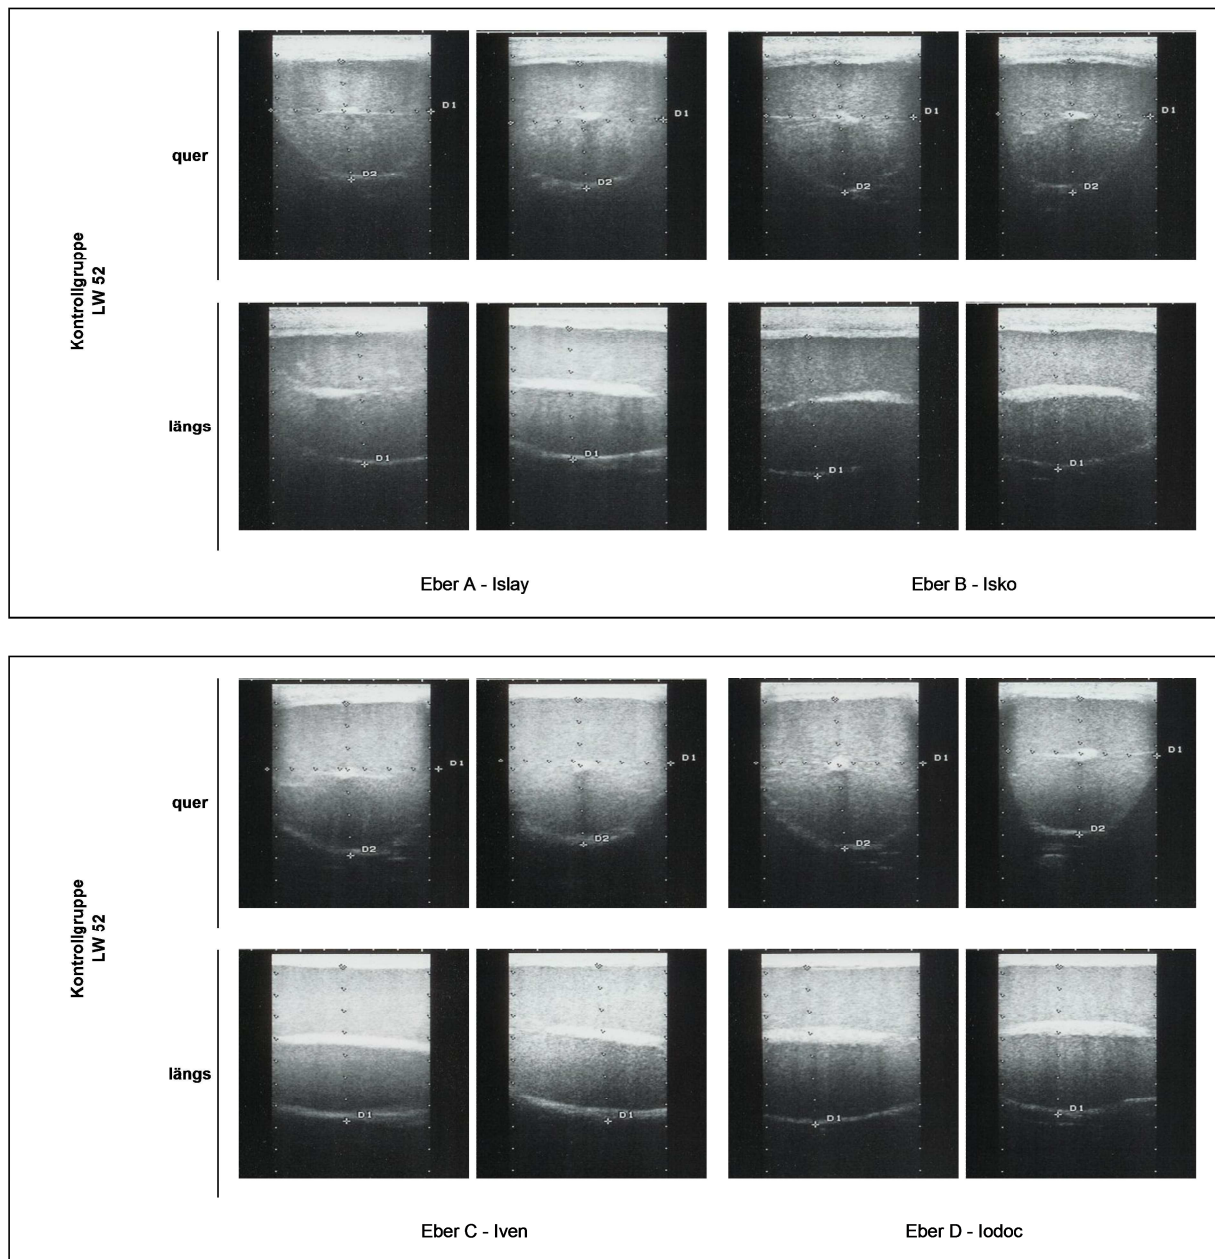 Kontrollgruppe
LW 52
quer
D1
D2
D1
D2
D1
D2
D1
D2
längs
D1
D1
D1
D1
Eber A - Islay
Eber B - Isko
Kontrollgruppe
LW 52
quer
D1
D2
D1
D2
D1
D2
D1
D2
längs
D1
D1
D1
D1
Eber C - Iven
Eber D - Iodoc